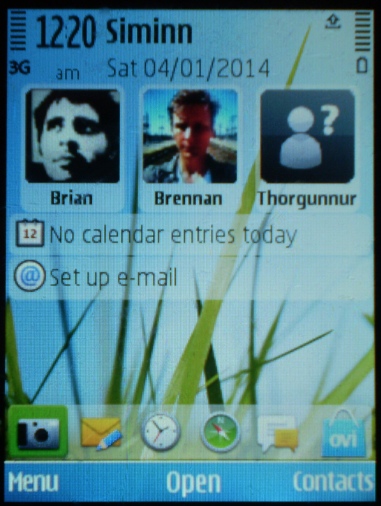 1220 Siminn
3G am Sat 04/01/2014
?
Brian Brennan Thorgunnur
12 No calendar entries today
@ Set up e-mail
N
ovi
Menu Open Contacts